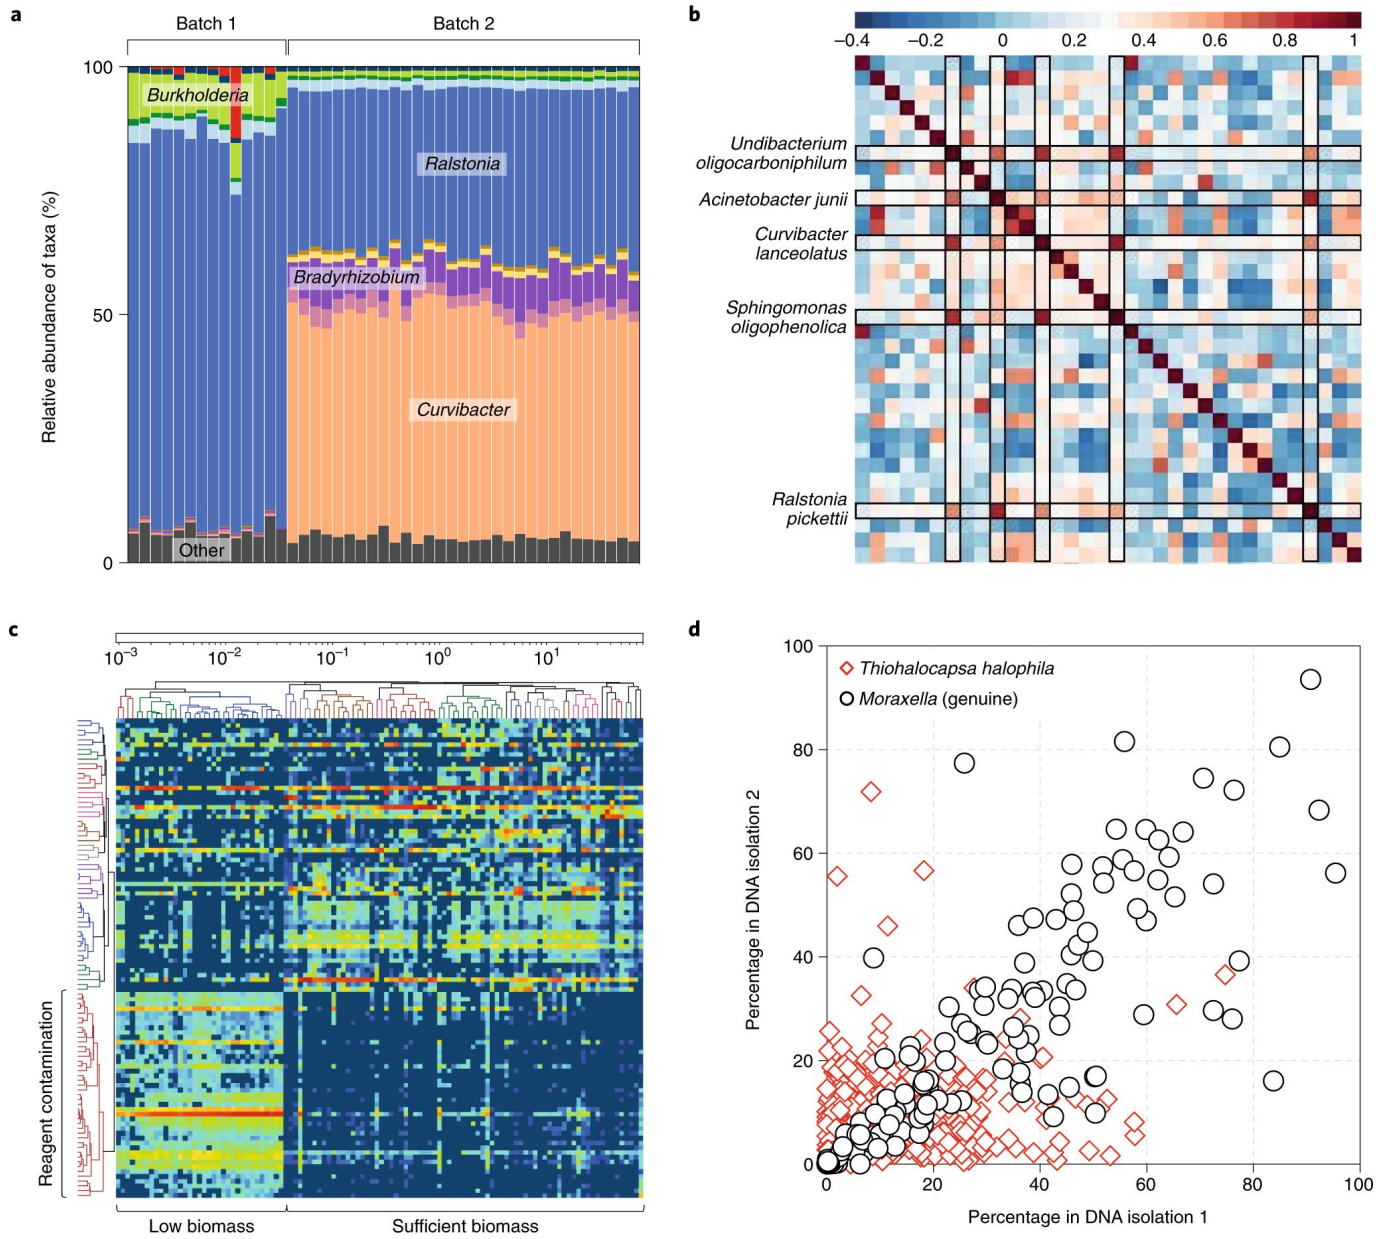 a
Batch 1
Batch 2
100
50
0
Relative abundance of taxa (%)
Burkholderia
Ralstonia
Bradyrhizobium
Curvibacter
Other
b
−0.4
−0.2
0
0.2
0.4
0.6
0.8
1
Undibacterium
oligocarboniphilum
Acinetobacter junii
Curvibacter
lanceolatus
Sphingomonas
oligophenolica
Ralstonia
pickettii
c
10−3
10−2
10−1
100
101
Reagent contamination
Low biomass
Sufficient biomass
d
100
80
60
40
20
0
Percentage in DNA isolation 2
Thiohalocapsa halophila
Moraxella (genuine)
0
20
40
60
80
100
Percentage in DNA isolation 1